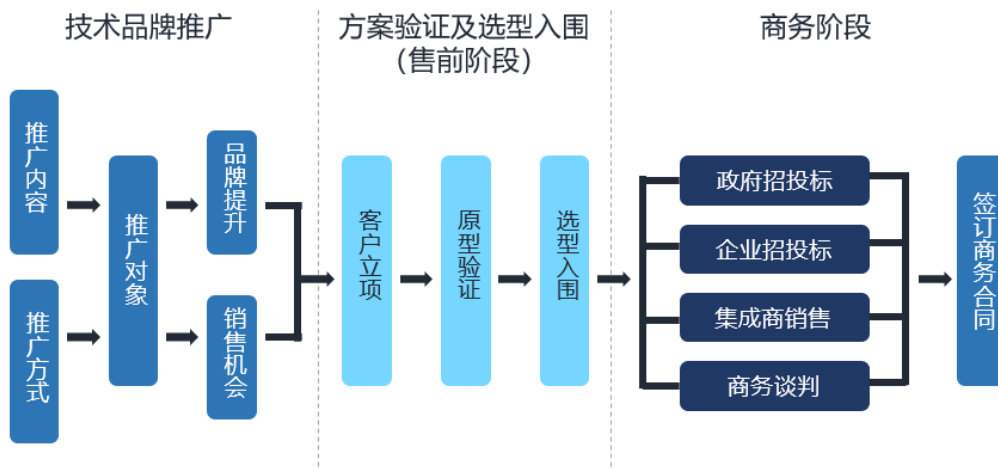 技术品牌推广
方案验证及选型入围
（售前阶段）
商务阶段
推广内容
推广方式
推广对象
品牌提升
销售机会
客户立项
原型验证
选型入围
政府招投标
企业招投标
集成商销售
商务谈判
签订商务合同